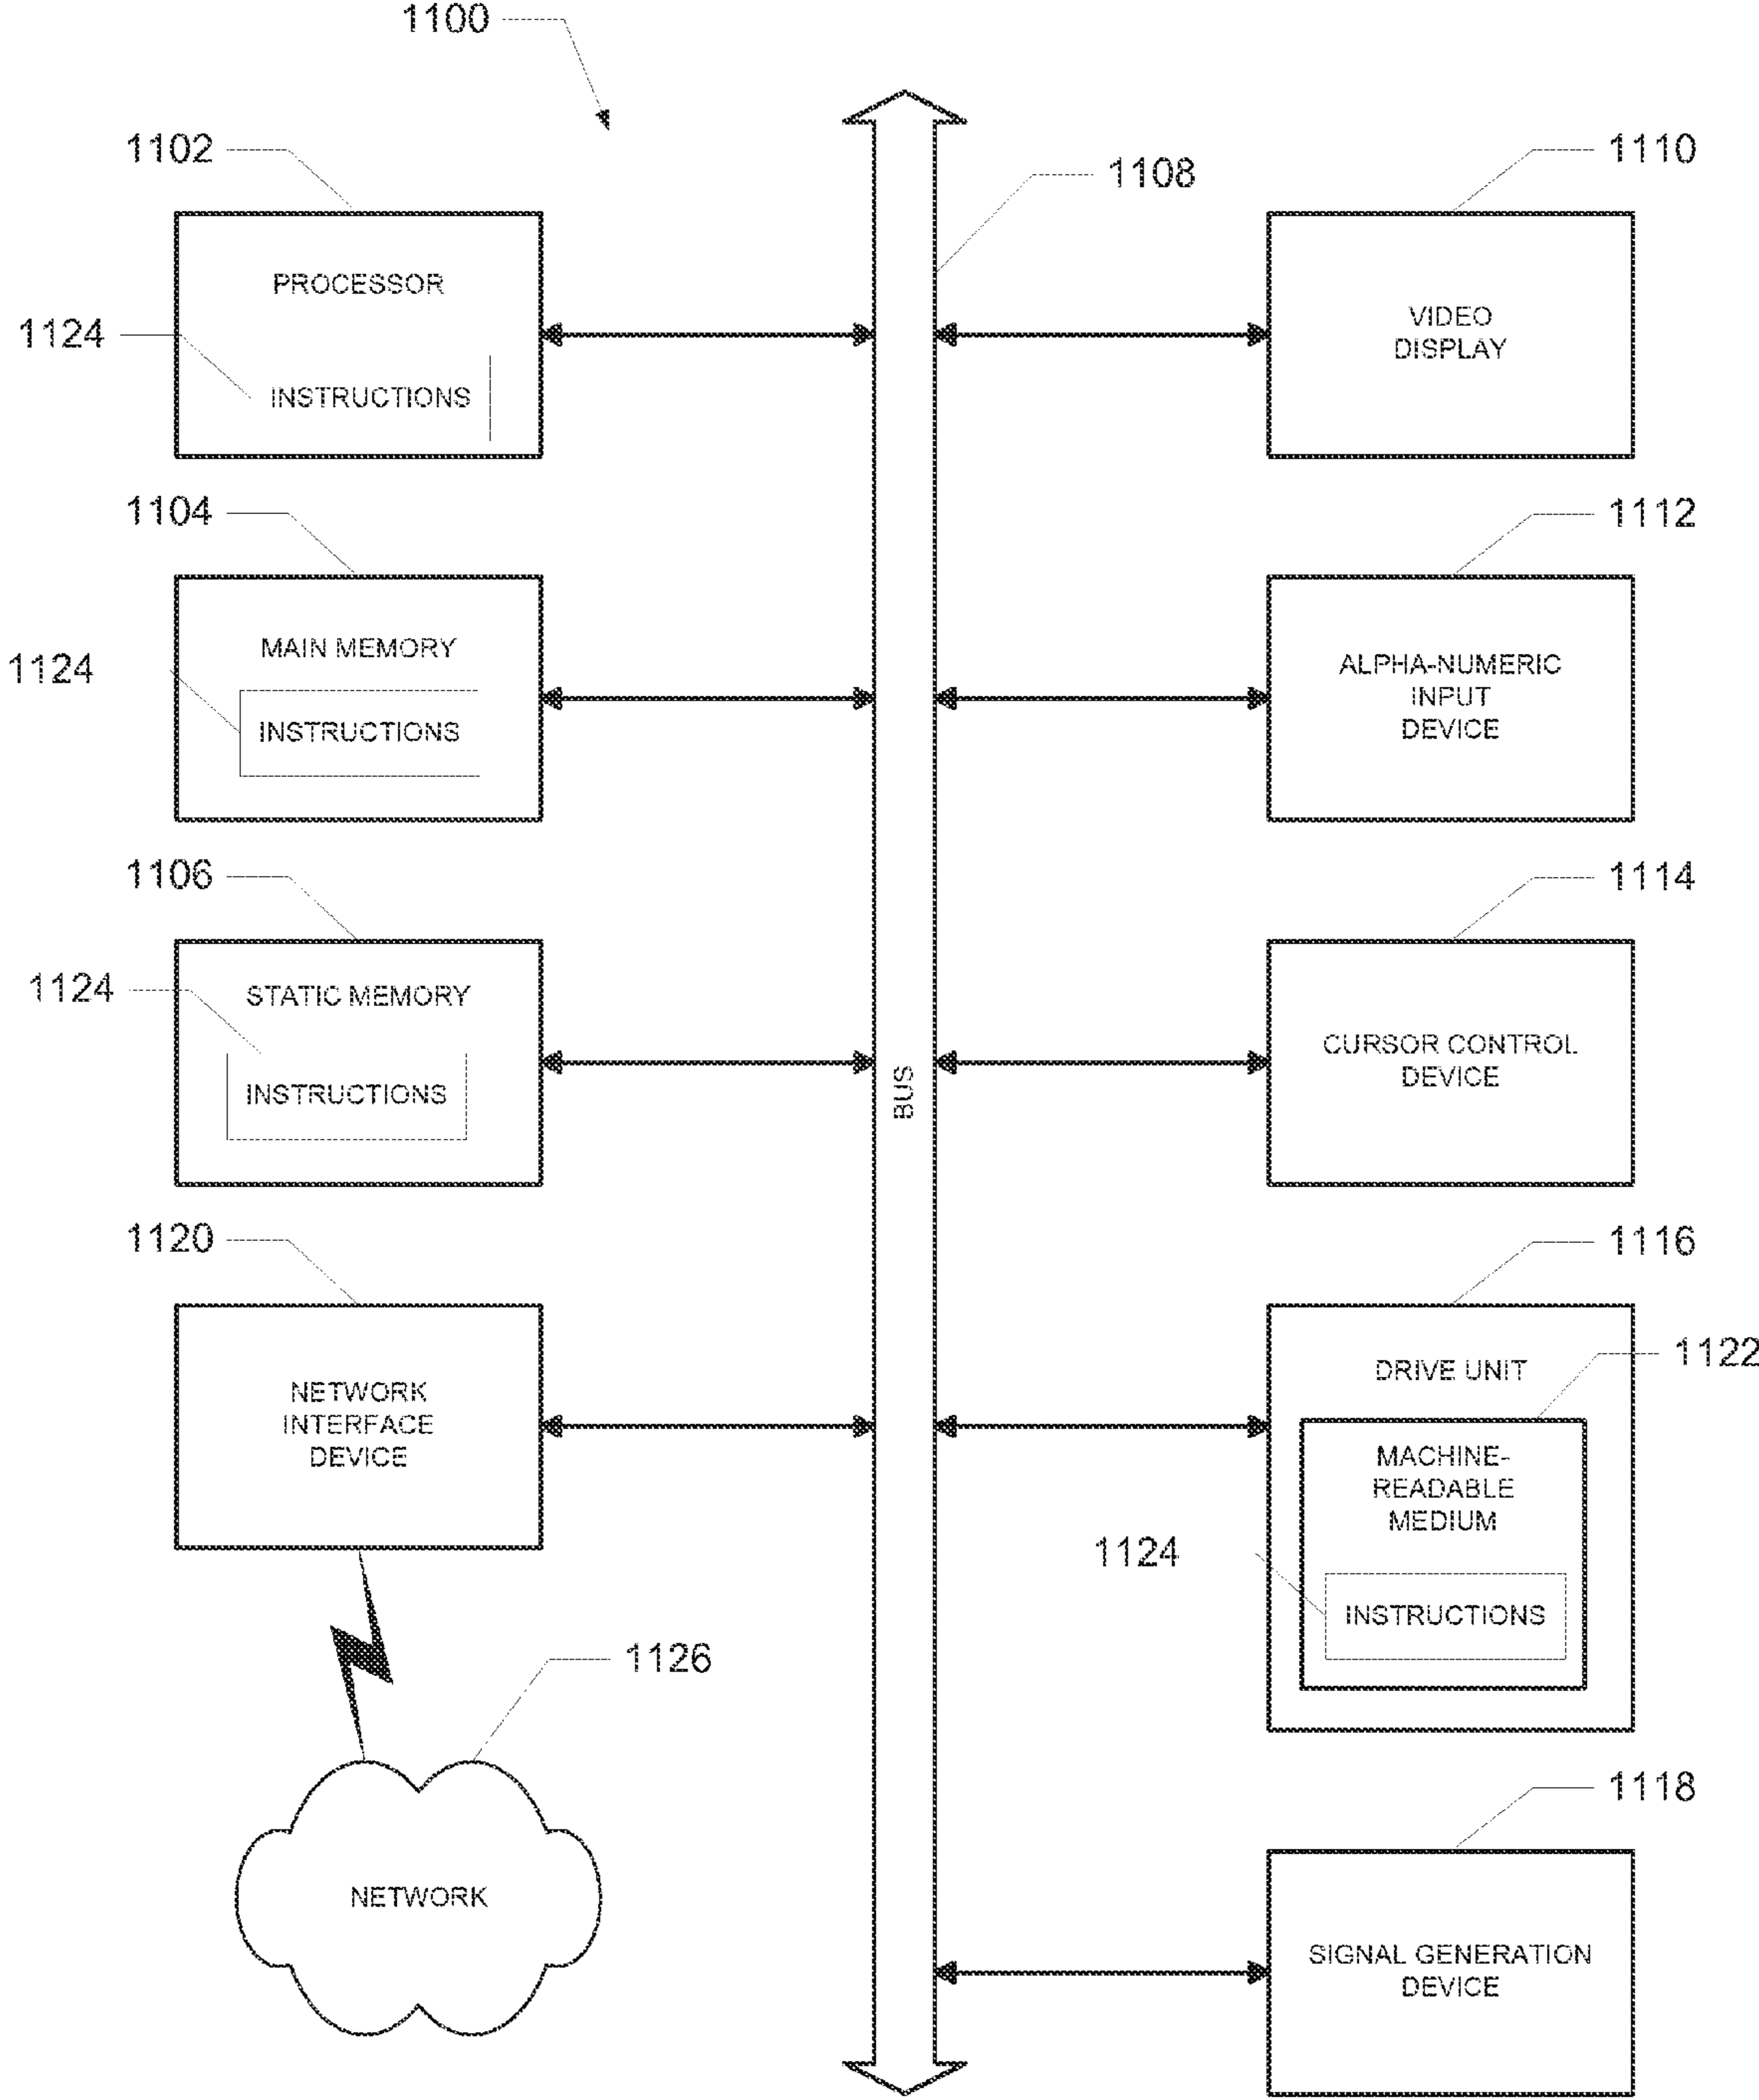 1100
1102
PROCESSOR
1124
INSTRUCTIONS
1104
MAIN MEMORY
1124
INSTRUCTIONS
1106
1124
STATIC MEMORY
INSTRUCTIONS
1120
NETWORK
INTERFACE
DEVICE
1126
NETWORK
1108
BUS
1110
VIDEO
DISPLAY
1112
ALPHA-NUMERIC
INPUT
DEVICE
1114
CURSOR CONTROL
DEVICE
1116
DRIVE UNIT
1122
MACHINE-
READABLE
MEDIUM
1124
INSTRUCTIONS
1118
SIGNAL GENERATION
DEVICE